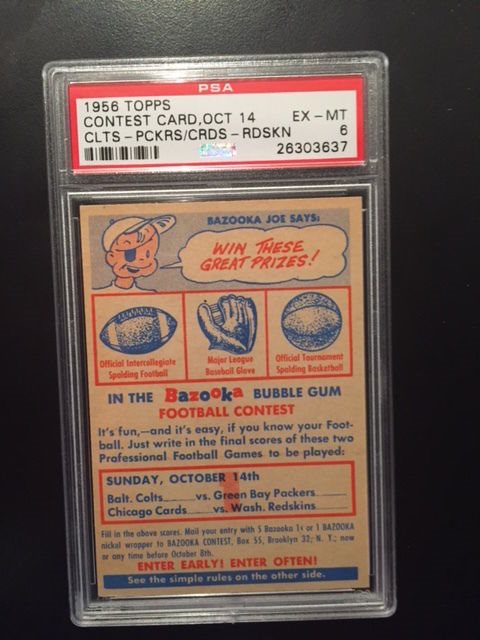 PSA
1956 TOPPS
CONTEST CARD,OCT 14 EX-MT
CLTS-PCKRS/CRDS-RDSKN 6
26303637
BAZOOKA JOE SAYS:
WIN THESE
GREAT PRIZES!
Official Intercollegiate
Spalding Football
Major League
Baseball Glove
Official Tournament
Spalding Basketball
IN THE Bazooka BUBBLE GUM
FOOTBALL CONTEST
It's fun,—and it's easy, if you know your Foot-
ball. Just write in the final scores of these two
Professional Football Games to be played:
SUNDAY, OCTOBER 14th
Balt. Colts____vs. Green Bay Packers____
Chicago Cards____vs. Wash. Redskins____
Fill in the above scores. Mail your entry with 5 Bazooka 1¢ or 1 BAZOOKA
nickel wrapper to BAZOOKA CONTEST, Box 55, Brooklyn 32; N. Y.; now
or any time before October 8th.
ENTER EARLY! ENTER OFTEN!
See the simple rules on the other side.